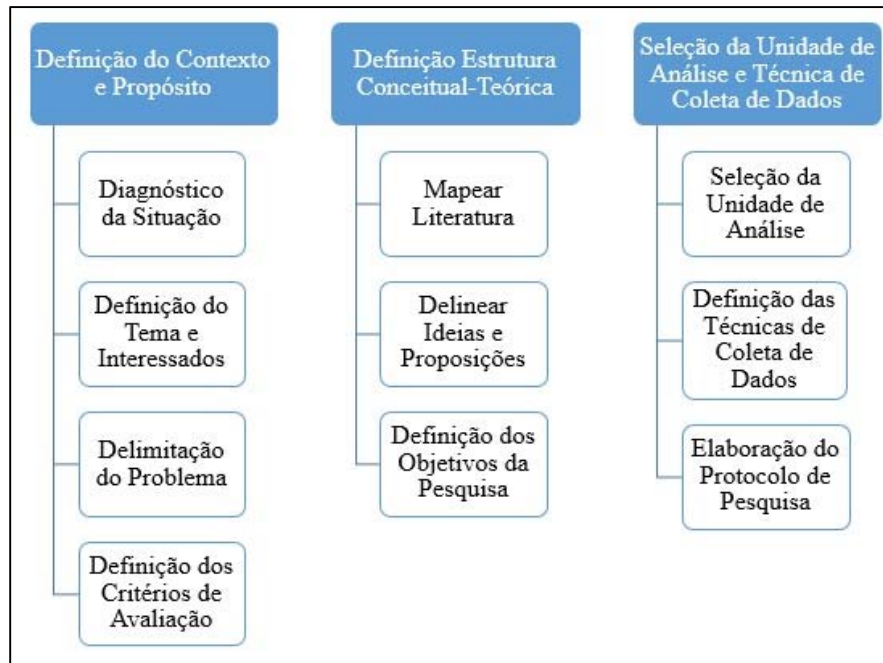 Definição do Contexto
e Propósito
Diagnóstico
da Situação
Definição do
Tema e
Interessados
Delimitação
do Problema
Definição dos
Critérios de
Avaliação
Definição Estrutura
Conceitual-Teórica
Mapear
Literatura
Delinear
Ideias e
Proposições
Definição dos
Objetivos da
Pesquisa
Seleção da Unidade de
Análise e Técnica de
Coleta de Dados
Seleção da
Unidade de
Análise
Definição das
Técnicas de
Coleta de
Dados
Elaboração do
Protocolo de
Pesquisa